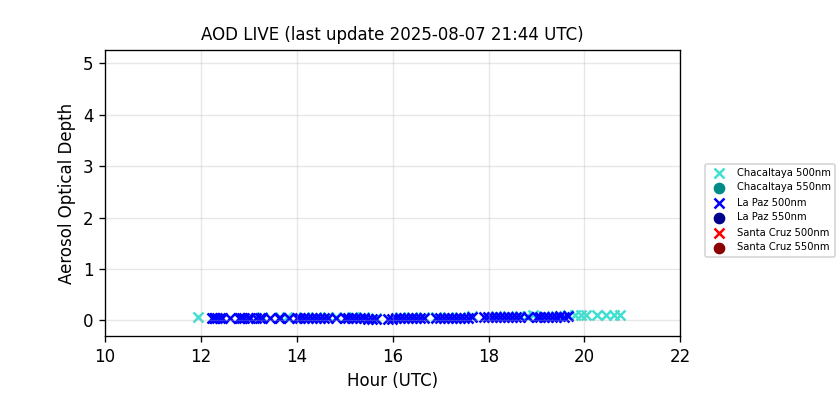 AOD LIVE (last update 2025-08-07 21:44 UTC)
5
4
3
2
1
0
Aerosol Optical Depth
10 12 14 16 18 20 22
Hour (UTC)
Chacaltaya 500nm
Chacaltaya 550nm
La Paz 500nm
La Paz 550nm
Santa Cruz 500nm
Santa Cruz 550nm